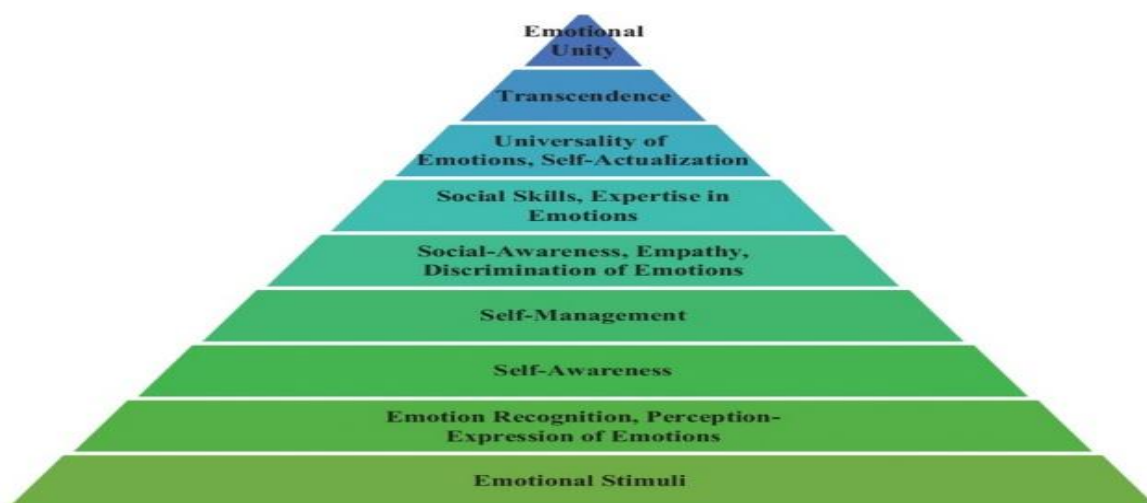 Emotional
Unity
Transcendence
Universality of
Emotions, Self-Actualization
Social Skills, Expertise in
Emotions
Social-Awareness, Empathy,
Discrimination of Emotions
Self-Management
Self-Awareness
Emotion Recognition, Perception-
Expression of Emotions
Emotional Stimuli